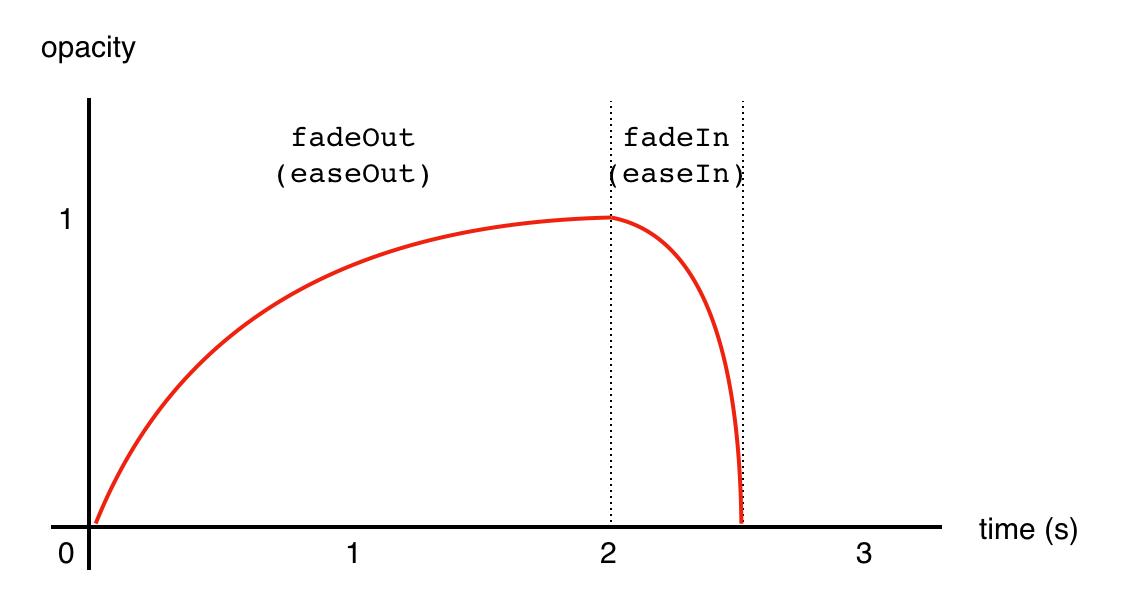 opacity
fadeOut
(easeOut)
fadeIn
(easeIn)
1
time (s)
0
1
2
3